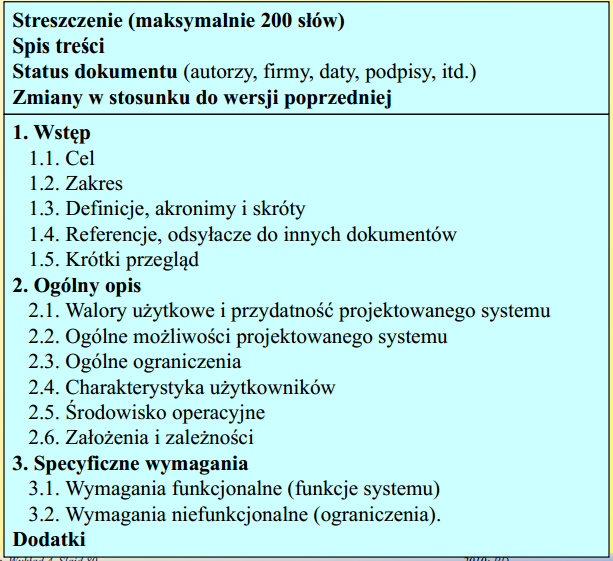 Streszczenie (maksymalnie 200 słów)
Spis treści
Status dokumentu (autorzy, firmy, daty, podpisy, itd.)
Zmiany w stosunku do wersji poprzedniej
1. Wstęp
1.1. Cel
1.2. Zakres
1.3. Definicje, akronimy i skróty
1.4. Referencje, odsyłacze do innych dokumentów
1.5. Krótki przegląd
2. Ogólny opis
2.1. Walory użytkowe i przydatność projektowanego systemu
2.2. Ogólne możliwości projektowanego systemu
2.3. Ogólne ograniczenia
2.4. Charakterystyka użytkowników
2.5. Środowisko operacyjne
2.6. Założenia i zależności
3. Specyficzne wymagania
3.1. Wymagania funkcjonalne (funkcje systemu)
3.2. Wymagania niefunkcjonalne (ograniczenia).
Dodatki